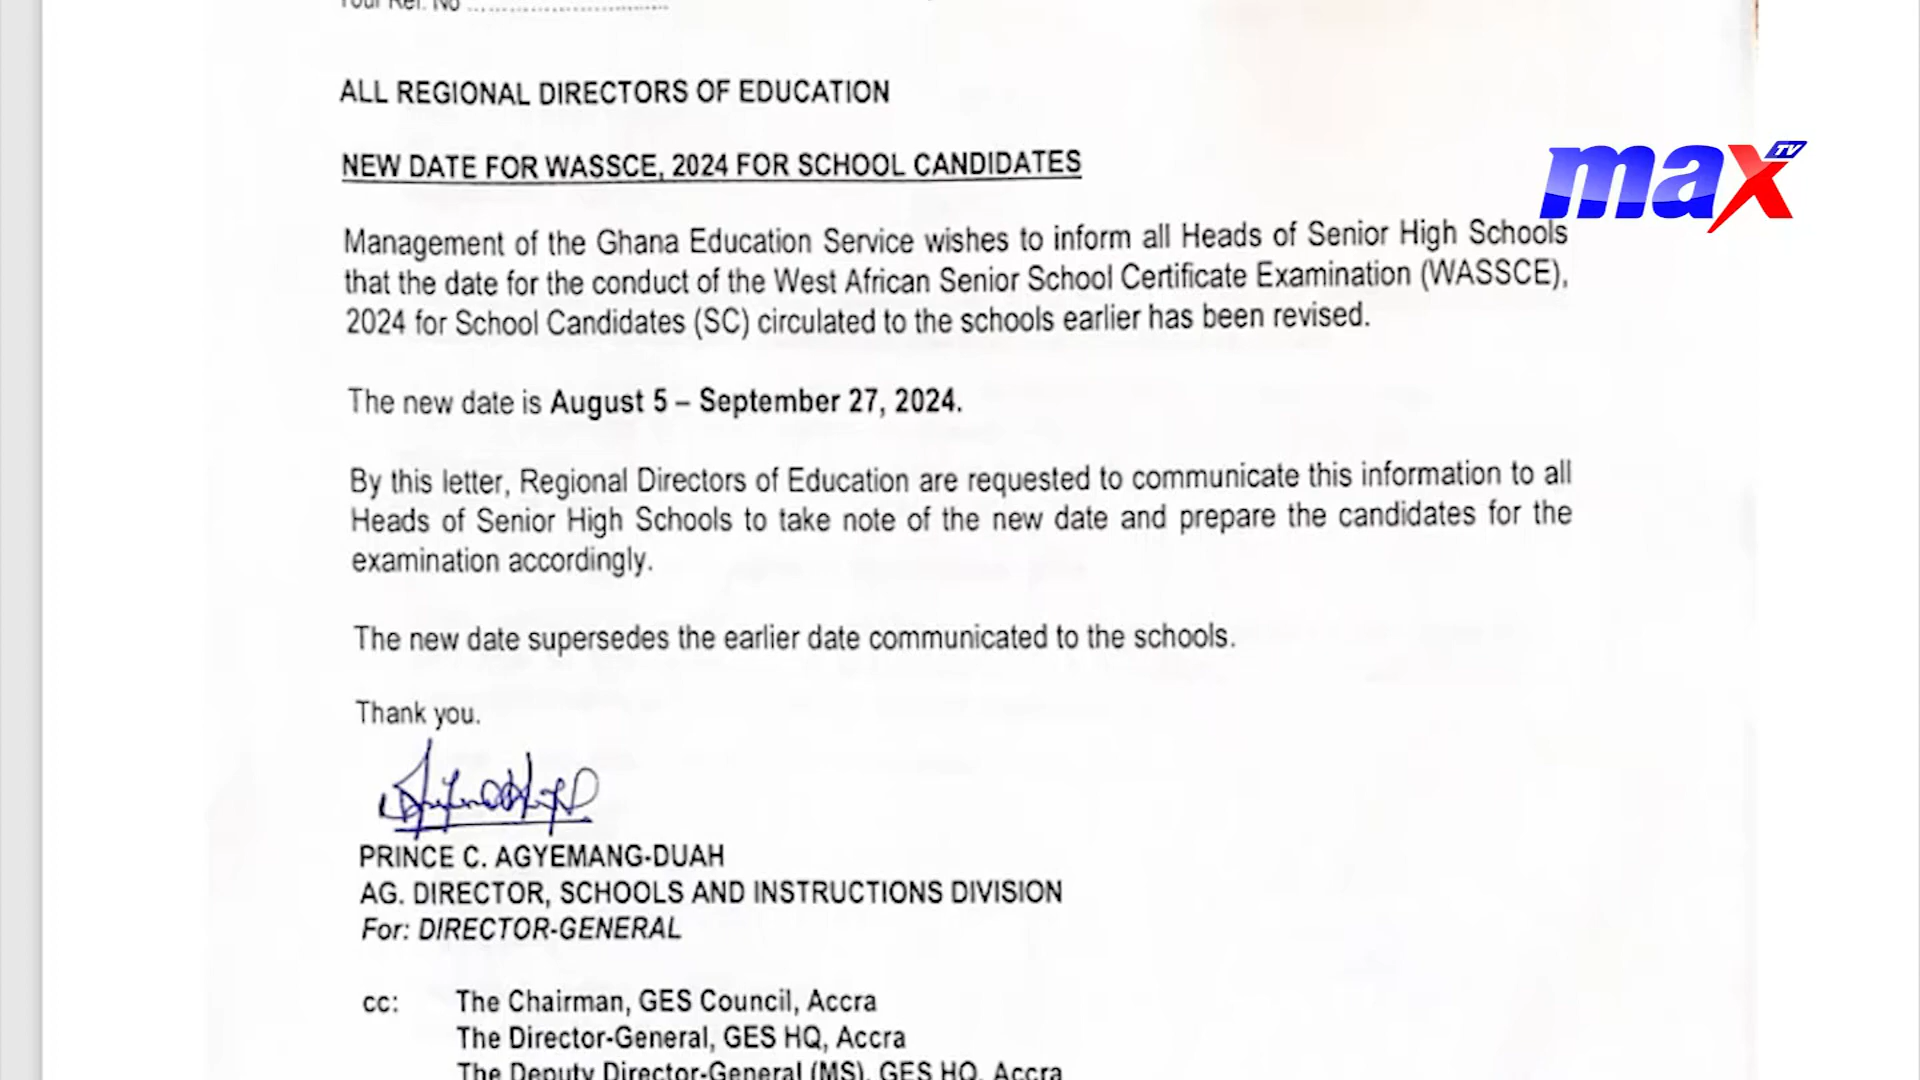 Your Ref. No ..............................
ALL REGIONAL DIRECTORS OF EDUCATION
NEW DATE FOR WASSCE, 2024 FOR SCHOOL CANDIDATES
max TV
Management of the Ghana Education Service wishes to inform all Heads of Senior High Schools
that the date for the conduct of the West African Senior School Certificate Examination (WASSCE),
2024 for School Candidates (SC) circulated to the schools earlier has been revised.
The new date is August 5 – September 27, 2024.
By this letter, Regional Directors of Education are requested to communicate this information to all
Heads of Senior High Schools to take note of the new date and prepare the candidates for the
examination accordingly.
The new date supersedes the earlier date communicated to the schools.
Thank you.
PRINCE C. AGYEMANG-DUAH
AG. DIRECTOR, SCHOOLS AND INSTRUCTIONS DIVISION
For: DIRECTOR-GENERAL
cc: The Chairman, GES Council, Accra
The Director-General, GES HQ, Accra
The Deputy Director-General (MS), GES HQ, Accra